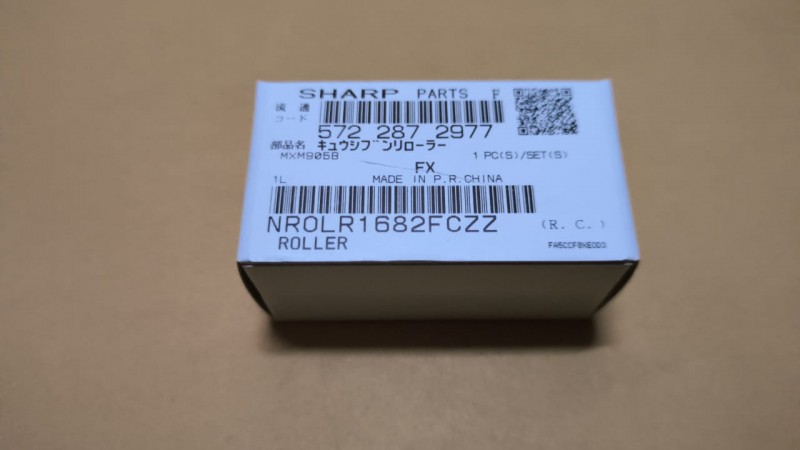 SHARP PARTS F
流通
コード
572 287 2977
部品名 キュウシブンリローラー
MXM905B 1 PC(S)/SET(S)
FX
1L MADE IN P.R.CHINA
NROLR1682FCZZ (R.C.)
ROLLER